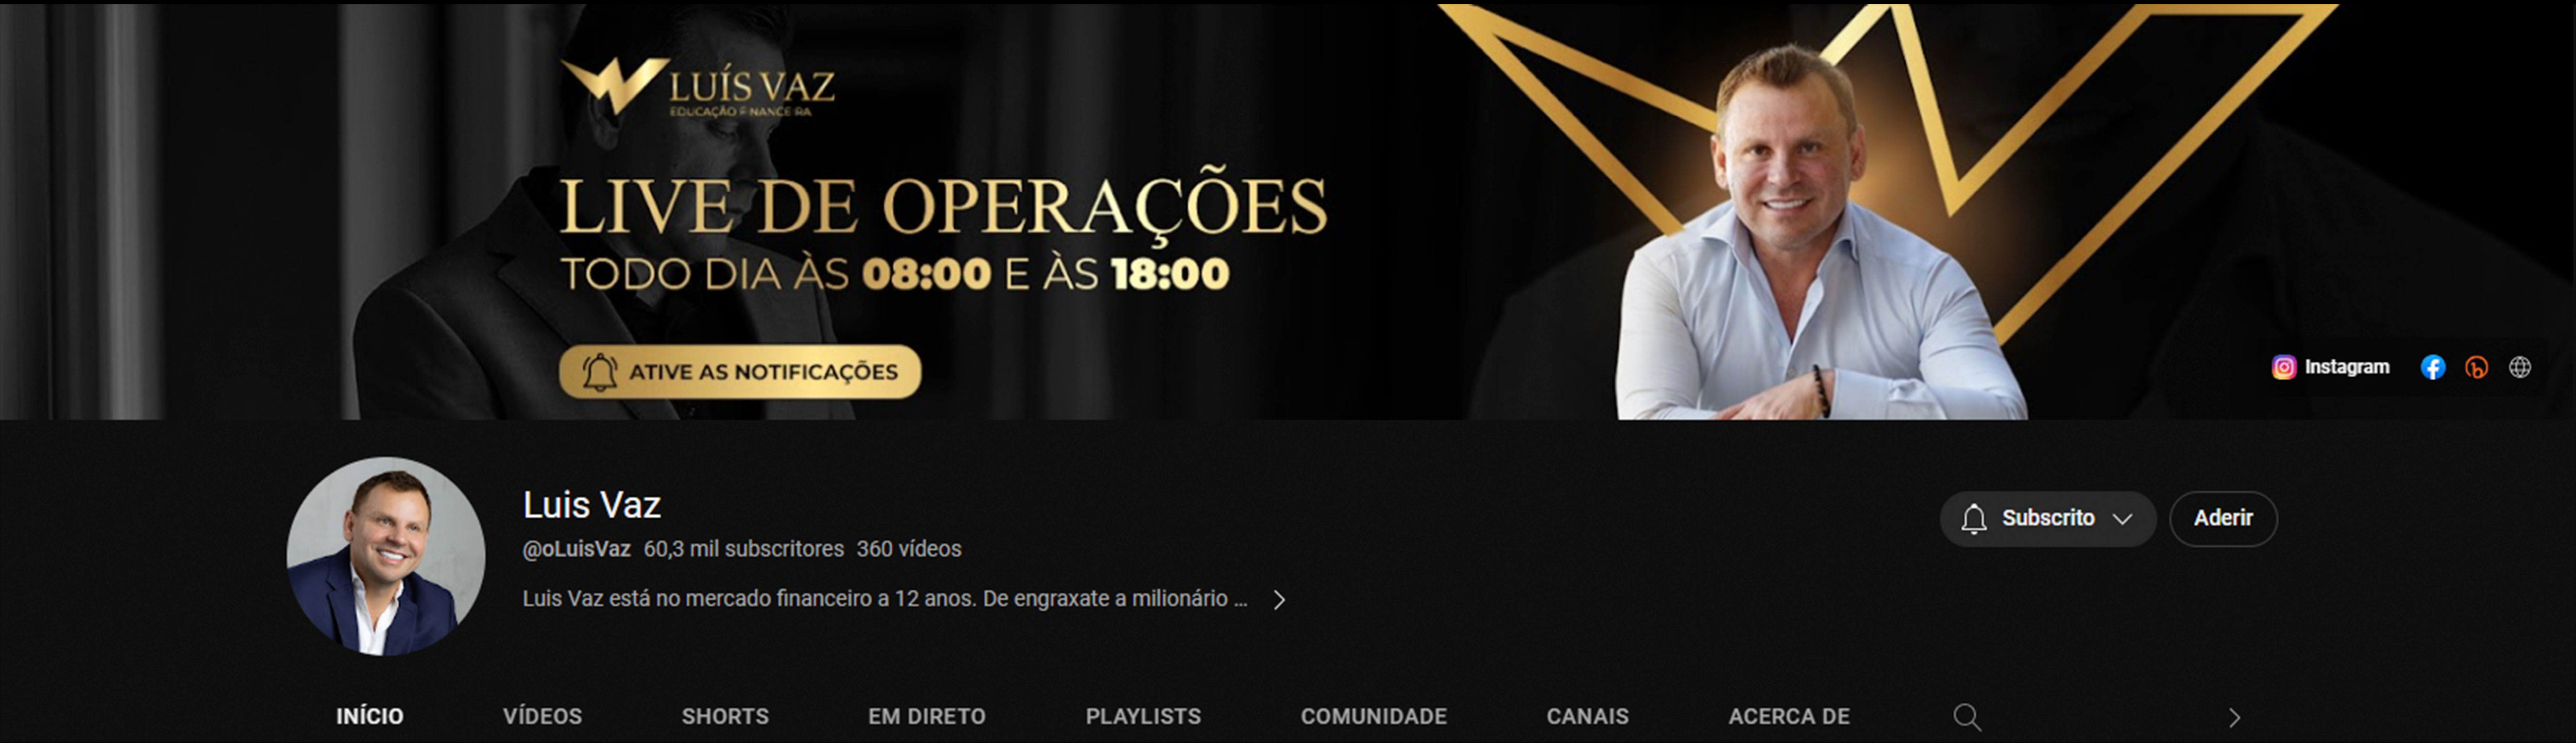 LUÍS VAZ
EDUCAÇÃO FINANCEIRA
LIVE DE OPERAÇÕES
TODO DIA ÀS 08:00 E ÀS 18:00
ATIVE AS NOTIFICAÇÕES
Instagram
Luis Vaz
@oLuisVaz 60,3 mil subscritores 360 vídeos
Luis Vaz está no mercado financeiro a 12 anos. De engraxate a milionário ...
Subscrito
Aderir
INÍCIO VÍDEOS SHORTS EM DIRETO PLAYLISTS COMUNIDADE CANAIS ACERCA DE